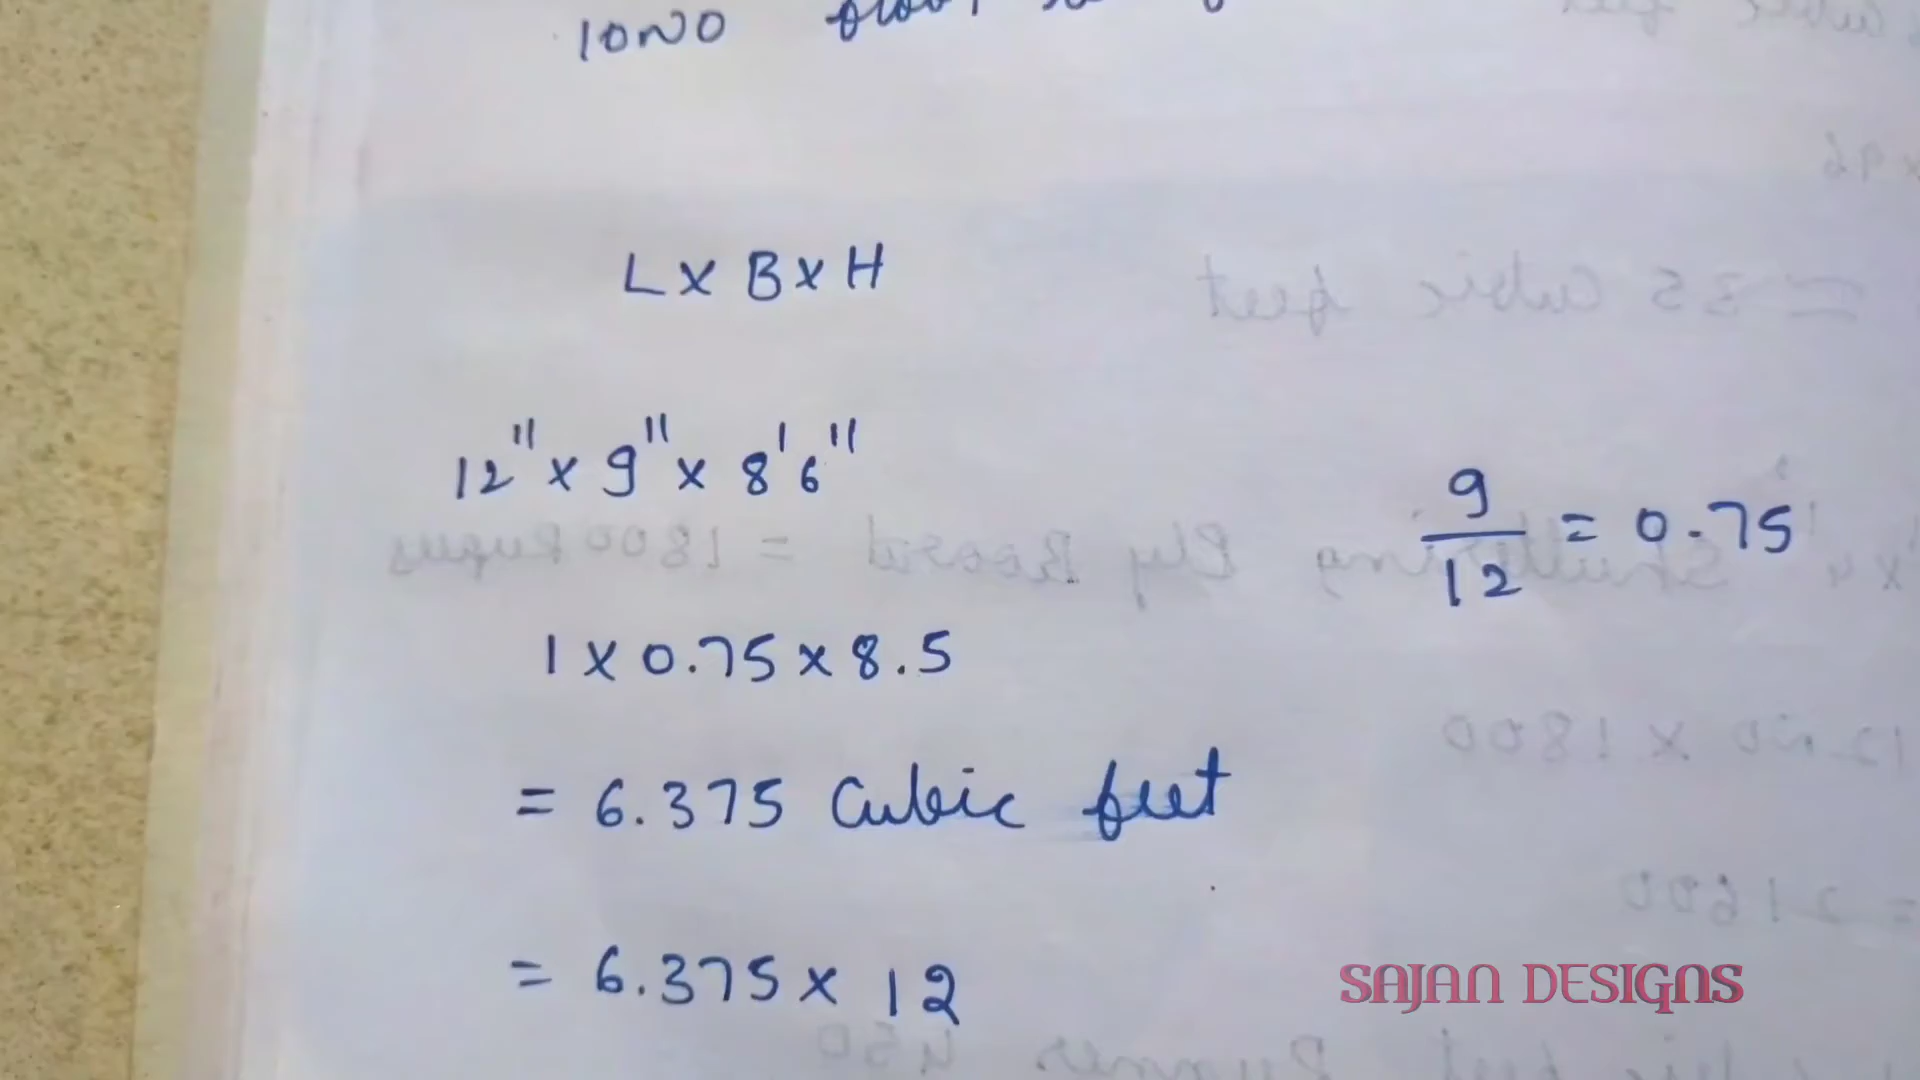 10NO
L x B x H
12" x 9" x 8'6"
9/12 = 0.75
1 x 0.75 x 8.5
= 6.375 Cubic feet
= 6.375 x 12
SAJAN DESIGNS